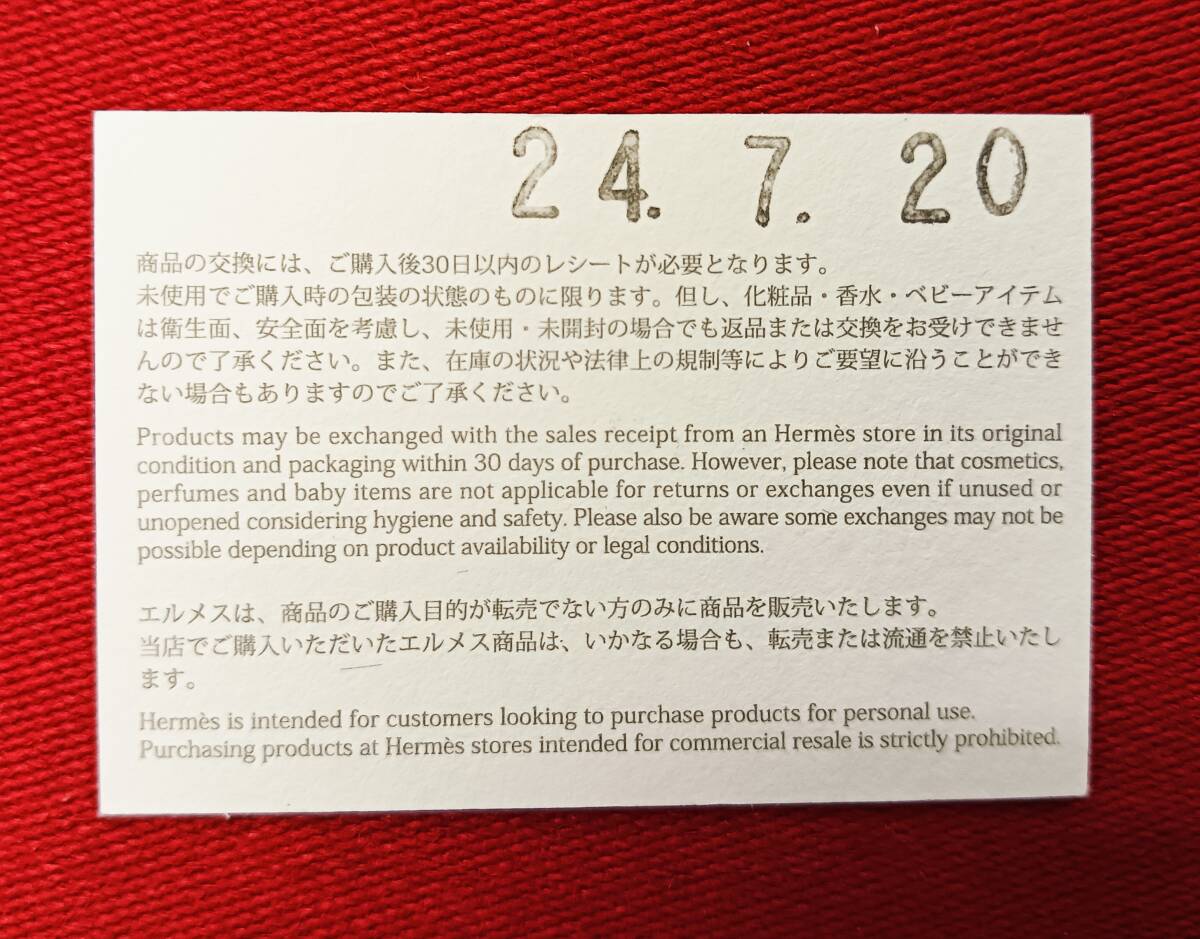 24. 7. 20
商品の交換には、ご購入後30日以内のレシートが必要となります。
未使用でご購入時の包装の状態のものに限ります。但し、化粧品・香水・ベビーアイテム
は衛生面、安全面を考慮し、未使用・未開封の場合でも返品または交換をお受けできませ
んので了承ください。また、在庫の状況や法律上の規制等によりご要望に沿うことができ
ない場合もありますのでご了承ください。
Products may be exchanged with the sales receipt from an Hermès store in its original
condition and packaging within 30 days of purchase. However, please note that cosmetics,
perfumes and baby items are not applicable for returns or exchanges even if unused or
unopened considering hygiene and safety. Please also be aware some exchanges may not be
possible depending on product availability or legal conditions.
エルメスは、商品のご購入目的が転売でない方のみに商品を販売いたします。
当店でご購入いただいたエルメス商品は、いかなる場合も、転売または流通を禁止いたし
ます。
Hermès is intended for customers looking to purchase products for personal use.
Purchasing products at Hermès stores intended for commercial resale is strictly prohibited.